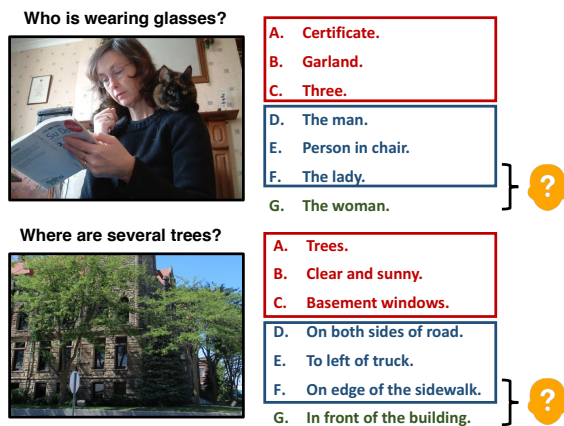 Who is wearing glasses?
A. Certificate.
B. Garland.
C. Three.
D. The man.
E. Person in chair.
F. The lady.
G. The woman.
?
Where are several trees?
A. Trees.
B. Clear and sunny.
C. Basement windows.
D. On both sides of road.
E. To left of truck.
F. On edge of the sidewalk.
G. In front of the building.
?